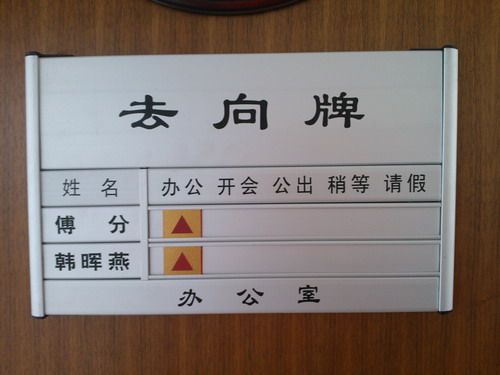 去向牌
姓名 办公 开会 公出 稍等 请假
傅分
韩晖燕
办公室